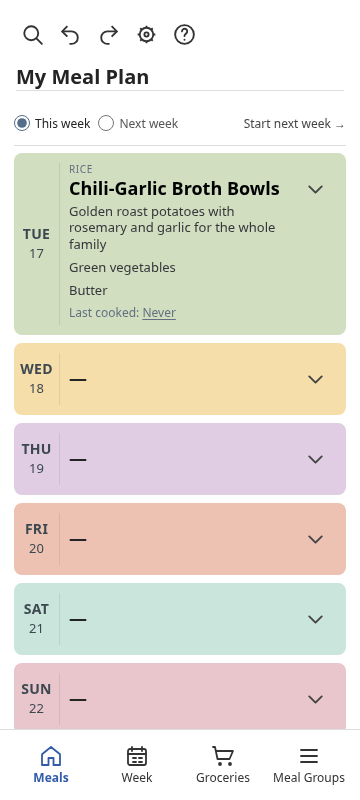 My Meal Plan
This week
Next week
Start next week →
TUE
17
RICE
Chili-Garlic Broth Bowls
Golden roast potatoes with
rosemary and garlic for the whole
family
Green vegetables
Butter
Last cooked: Never
WED
18
—
THU
19
—
FRI
20
—
SAT
21
—
SUN
22
—
Meals
Week
Groceries
Meal Groups